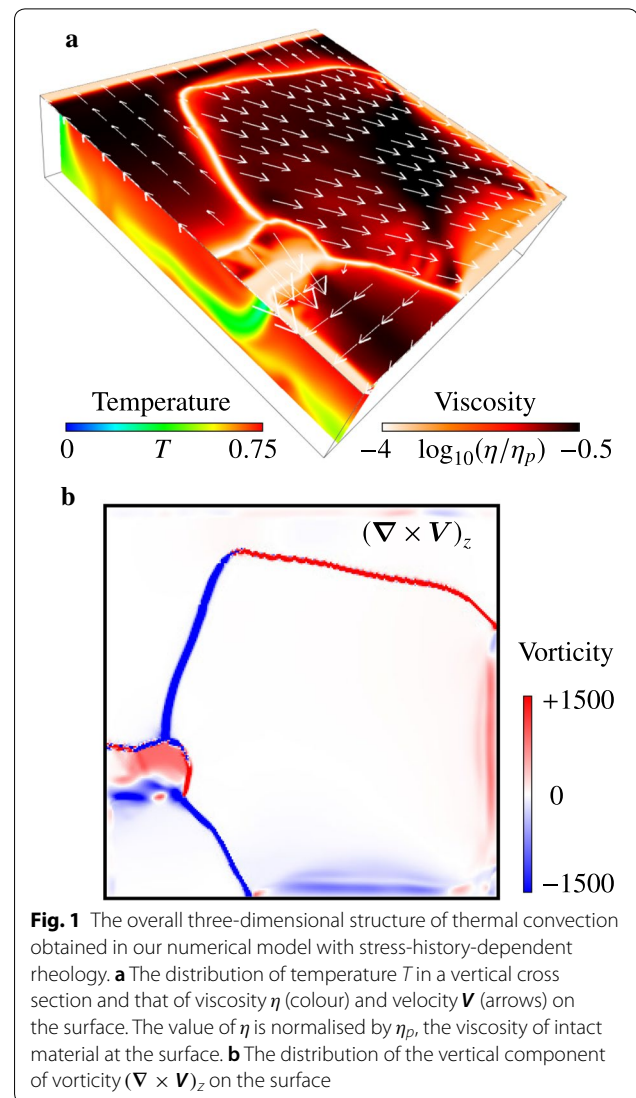 a
Temperature
0 T 0.75
Viscosity
−4 log₁₀(η/ηₚ) −0.5
b
(∇ × V)_z
Vorticity
+1500
0
−1500
Fig. 1 The overall three-dimensional structure of thermal convection
obtained in our numerical model with stress-history-dependent
rheology. a The distribution of temperature T in a vertical cross
section and that of viscosity η (colour) and velocity V (arrows) on
the surface. The value of η is normalised by ηₚ, the viscosity of intact
material at the surface. b The distribution of the vertical component
of vorticity (∇ × V)_z on the surface